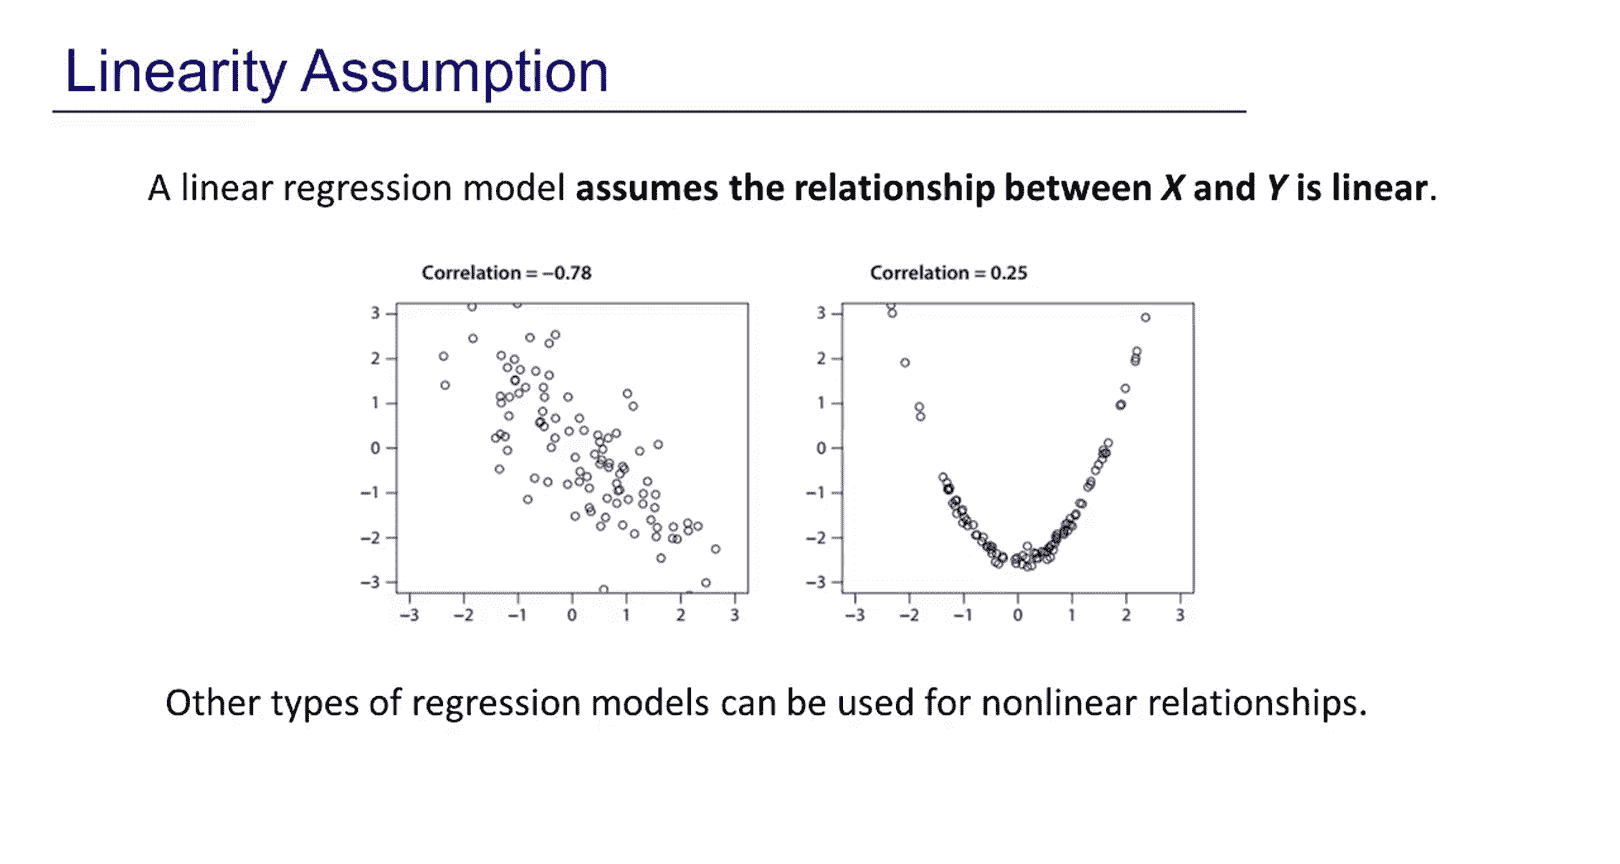 Linearity Assumption
A linear regression model assumes the relationship between X and Y is linear.
Correlation = −0.78
3
2
1
0
−1
−2
−3
−3 −2 −1 0 1 2 3
Correlation = 0.25
3
2
1
0
−1
−2
−3
−3 −2 −1 0 1 2 3
Other types of regression models can be used for nonlinear relationships.